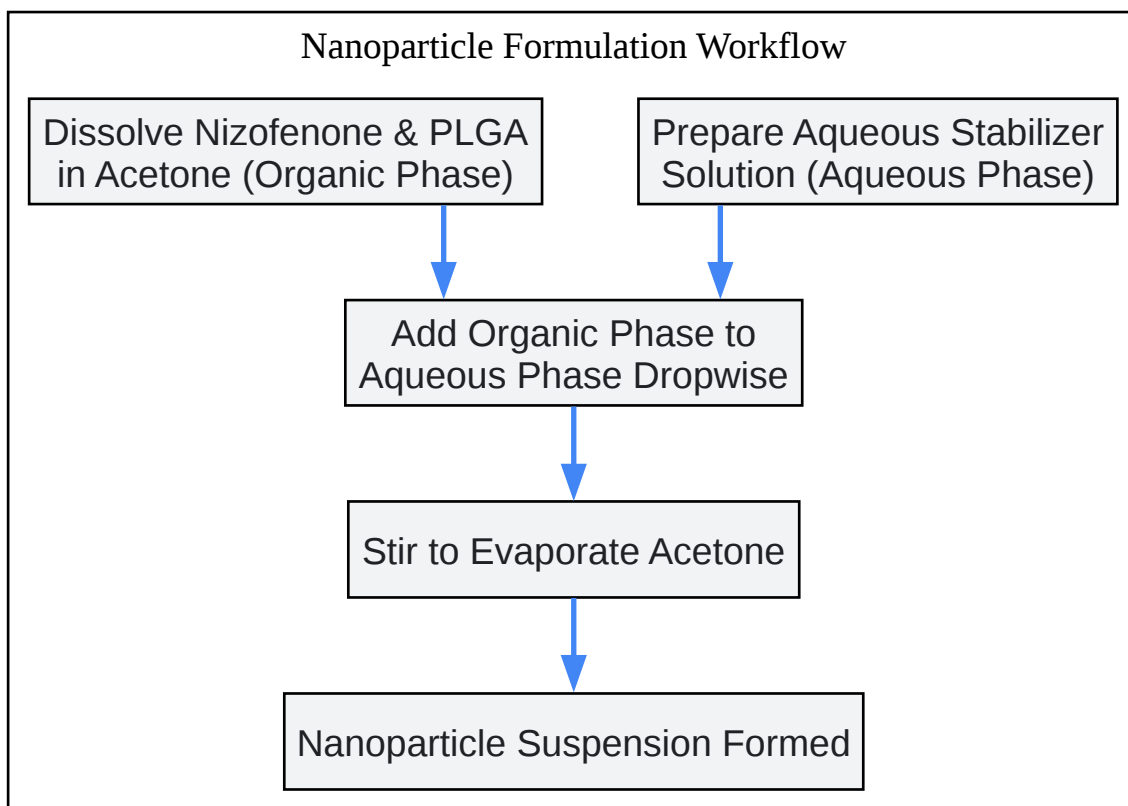 Nanoparticle Formulation Workflow
Dissolve Nizofenone & PLGA
in Acetone (Organic Phase)
Prepare Aqueous Stabilizer
Solution (Aqueous Phase)
Add Organic Phase to
Aqueous Phase Dropwise
Stir to Evaporate Acetone
Nanoparticle Suspension Formed